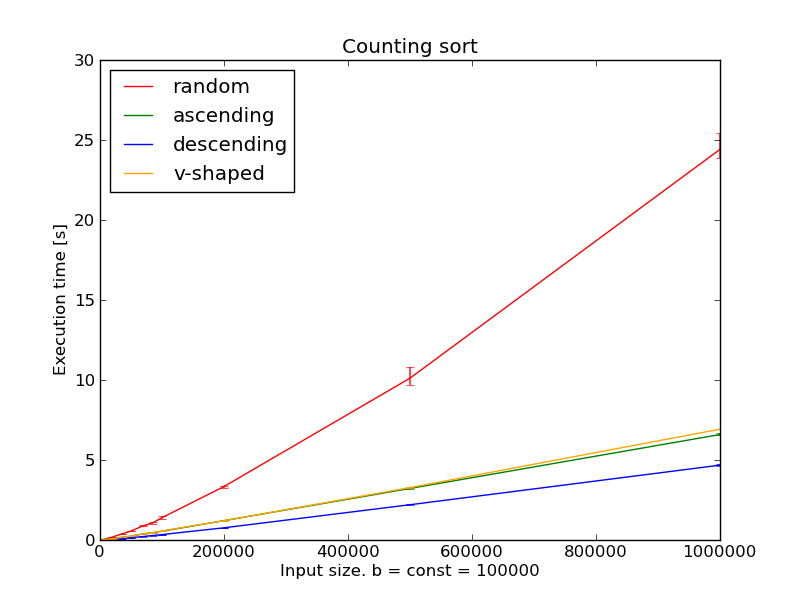 Counting sort
30
25
20
15
10
5
0
Execution time [s]
random
ascending
descending
v-shaped
0 200000 400000 600000 800000 1000000
Input size. b = const = 100000